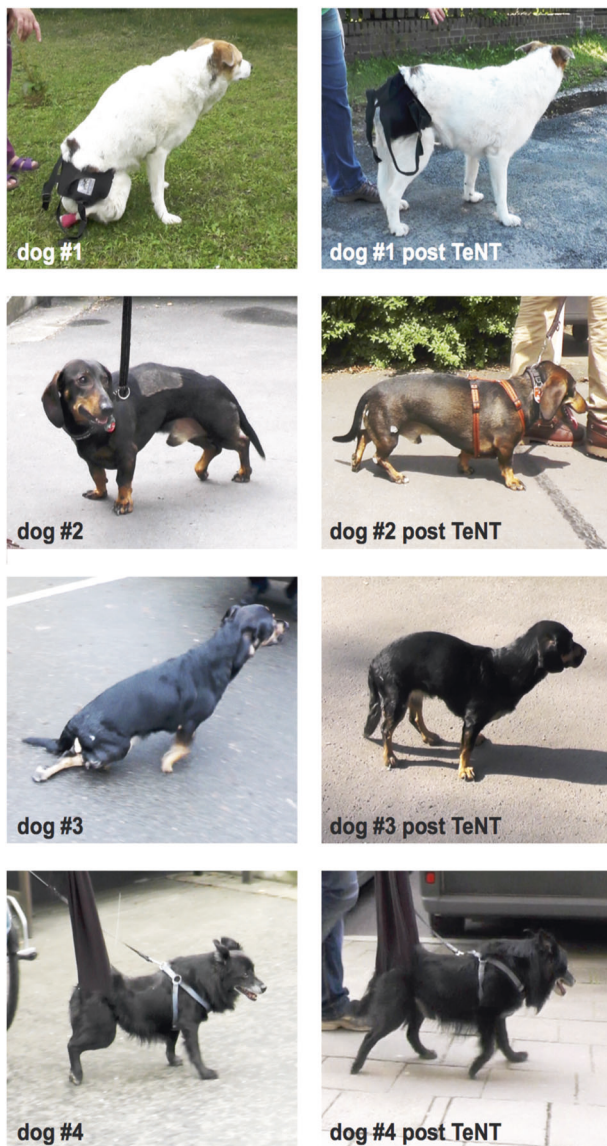 dog #1
dog #1 post TeNT
dog #2
dog #2 post TeNT
dog #3
dog #3 post TeNT
dog #4
dog #4 post TeNT